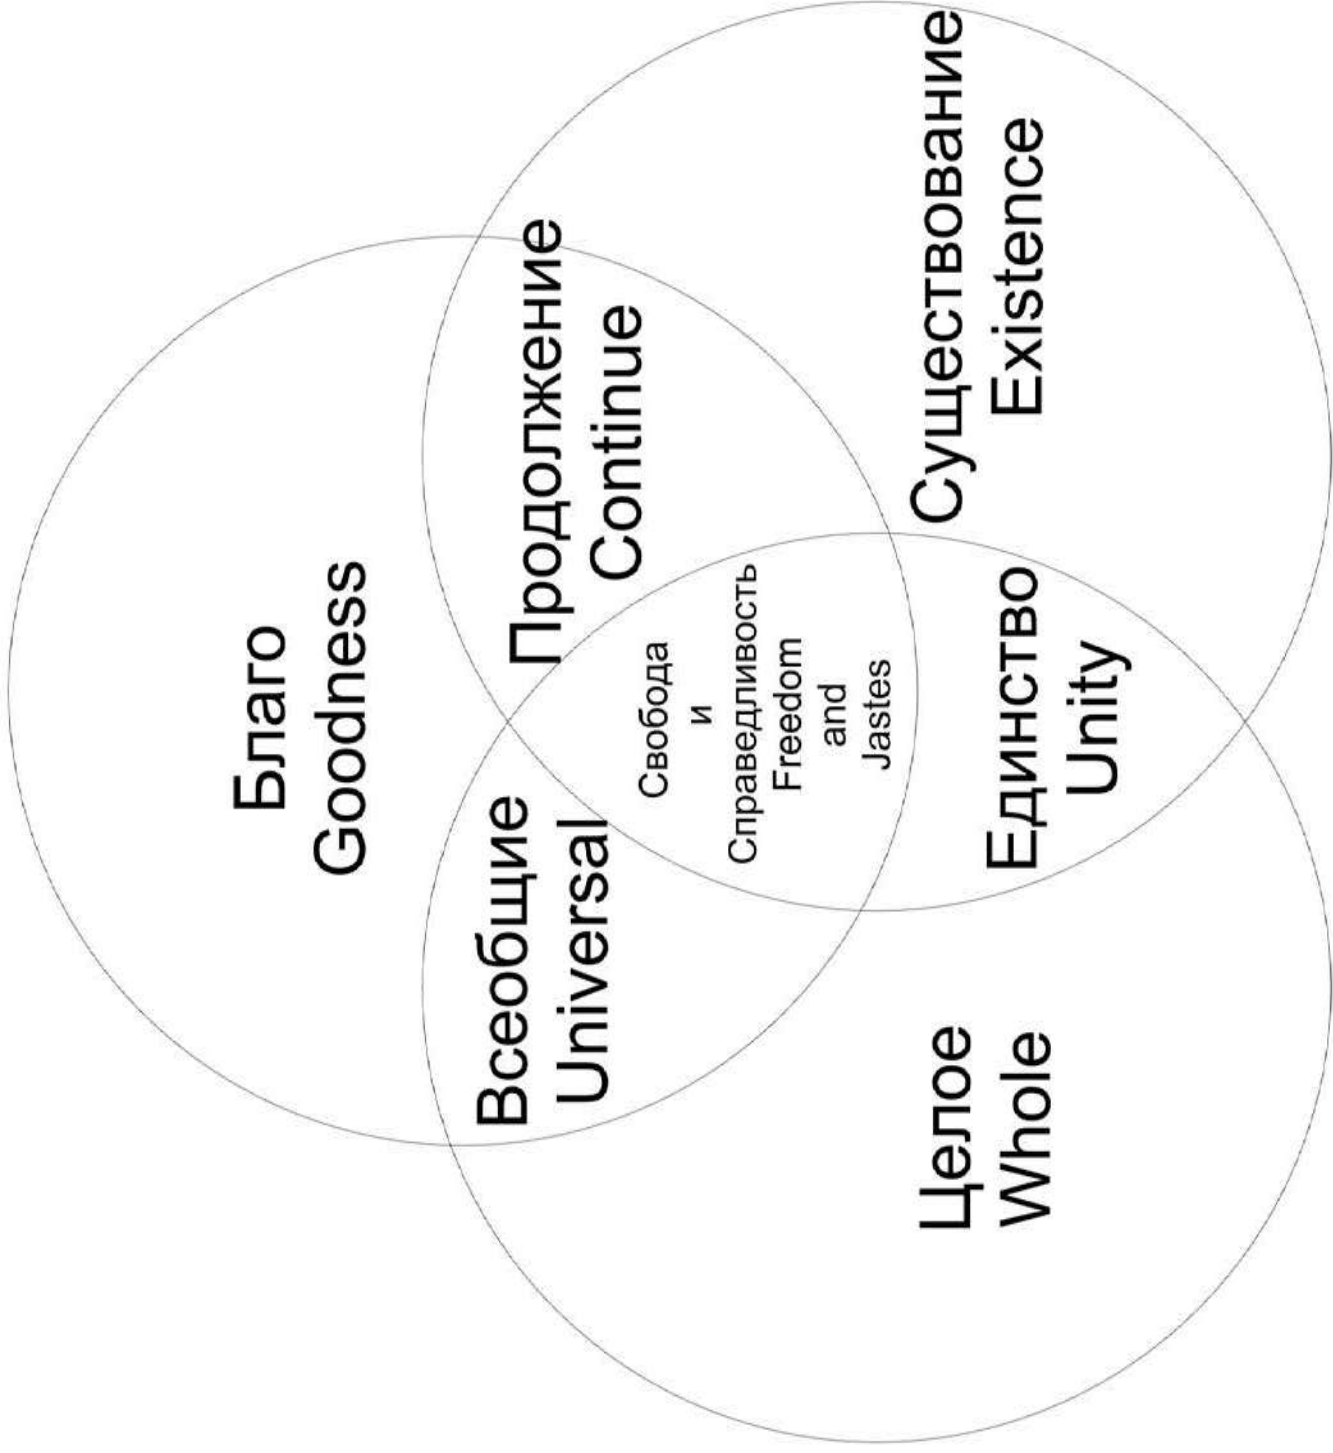 Благо
Goodness
Всеобщие
Universal
Продолжение
Continue
Свобода
и
Справедливость
Freedom
and
Jastes
Целое
Whole
Единство
Unity
Существование
Existence